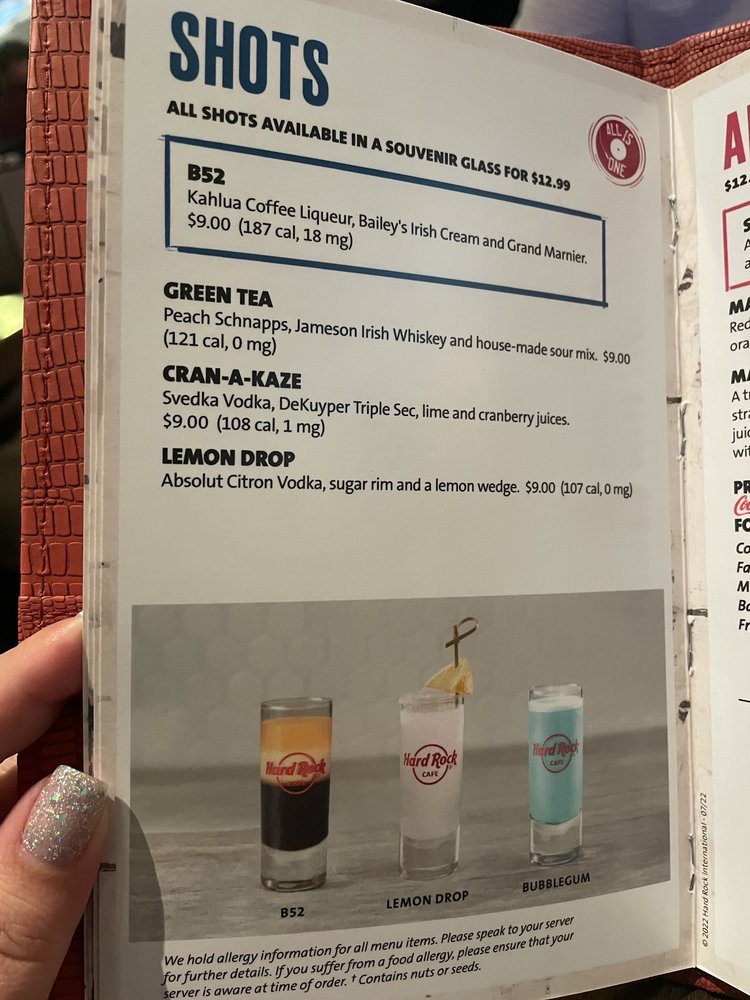 SHOTS
ALL SHOTS AVAILABLE IN A SOUVENIR GLASS FOR $12.99
ALL IS
ONE
B52
Kahlua Coffee Liqueur, Bailey's Irish Cream and Grand Marnier.
$9.00 (187 cal, 18 mg)
GREEN TEA
Peach Schnapps, Jameson Irish Whiskey and house-made sour mix. $9.00
(121 cal, 0 mg)
CRAN-A-KAZE
Svedka Vodka, DeKuyper Triple Sec, lime and cranberry juices.
$9.00 (108 cal, 1 mg)
LEMON DROP
Absolut Citron Vodka, sugar rim and a lemon wedge. $9.00 (107 cal, 0 mg)
Hard Rock
Hard Rock
CAFE
Hard Rock
CAFE
B52
LEMON DROP
BUBBLEGUM
We hold allergy information for all menu items. Please speak to your server
for further details. If you suffer from a food allergy, please ensure that your
server is aware at time of order. † Contains nuts or seeds.
© 2022 Hard Rock International - 07/22
$12.